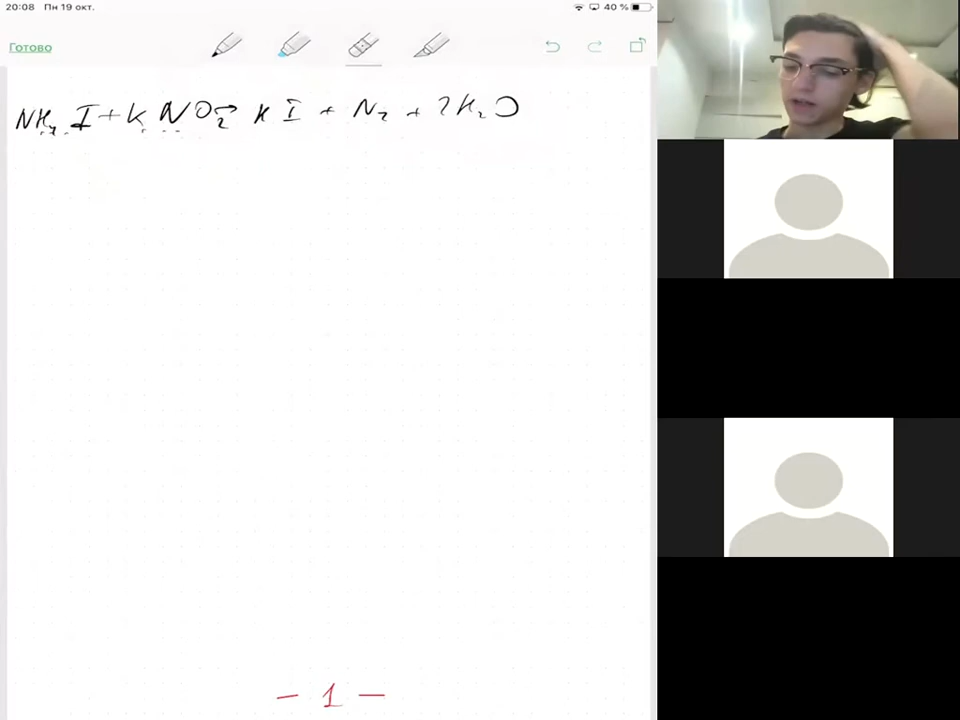 20:08 Пн 19 окт. 40 %
Готово
NH₄I + KNO₂ → KI + N₂ + 2H₂O
— 1 —